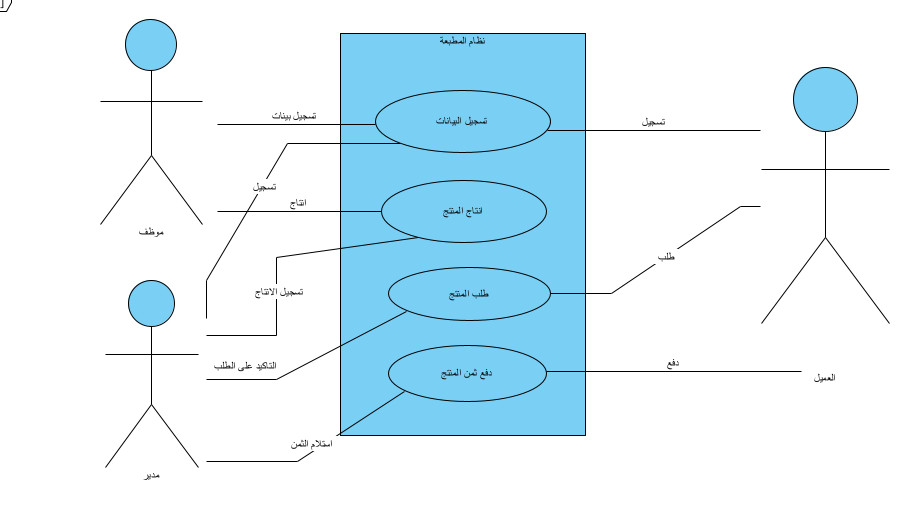 نظام المطبعة
تسجيل بينات
تسجيل البيانات
تسجيل
تسجيل
انتاج
انتاج المنتج
موظف
طلب
تسجيل الانتاج
طلب المنتج
التاكيد على الطلب
دفع ثمن المنتج
دفع
العميل
استلام الثمن
مدير